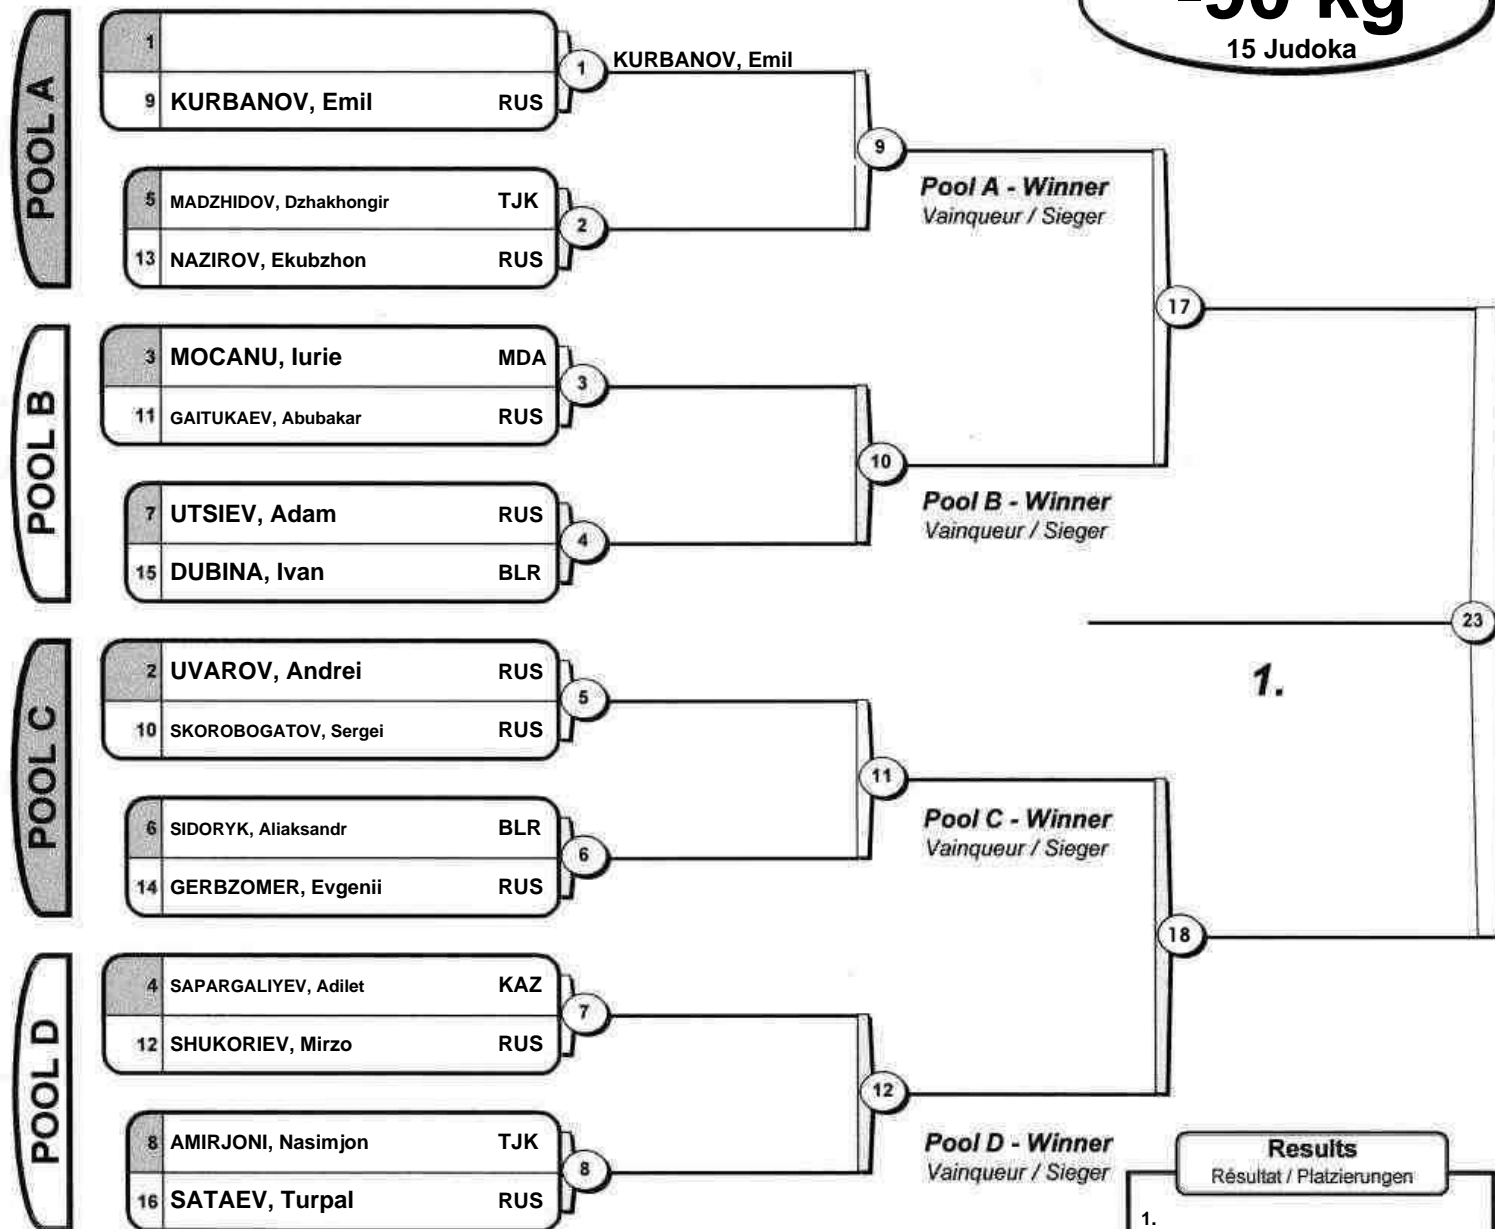 -90 kg
15 Judoka
POOL A
1
9 KURBANOV, Emil RUS
1
KURBANOV, Emil
5 MADZHIDOV, Dzhakhongir TJK
13 NAZIROV, Ekubzhon RUS
2
9
Pool A - Winner
Vainqueur / Sieger
POOL B
3 MOCANU, Iurie MDA
11 GAITUKAEV, Abubakar RUS
3
7 UTSIEV, Adam RUS
15 DUBINA, Ivan BLR
4
10
Pool B - Winner
Vainqueur / Sieger
17
POOL C
2 UVAROV, Andrei RUS
10 SKOROBOGATOV, Sergei RUS
5
6 SIDORYK, Aliaksandr BLR
14 GERBZOMER, Evgenii RUS
6
11
Pool C - Winner
Vainqueur / Sieger
POOL D
4 SAPARGALIYEV, Adilet KAZ
12 SHUKORIEV, Mirzo RUS
7
8 AMIRJONI, Nasimjon TJK
16 SATAEV, Turpal RUS
8
12
Pool D - Winner
Vainqueur / Sieger
18
23
1.
Results
Résultat / Platzierungen
1.